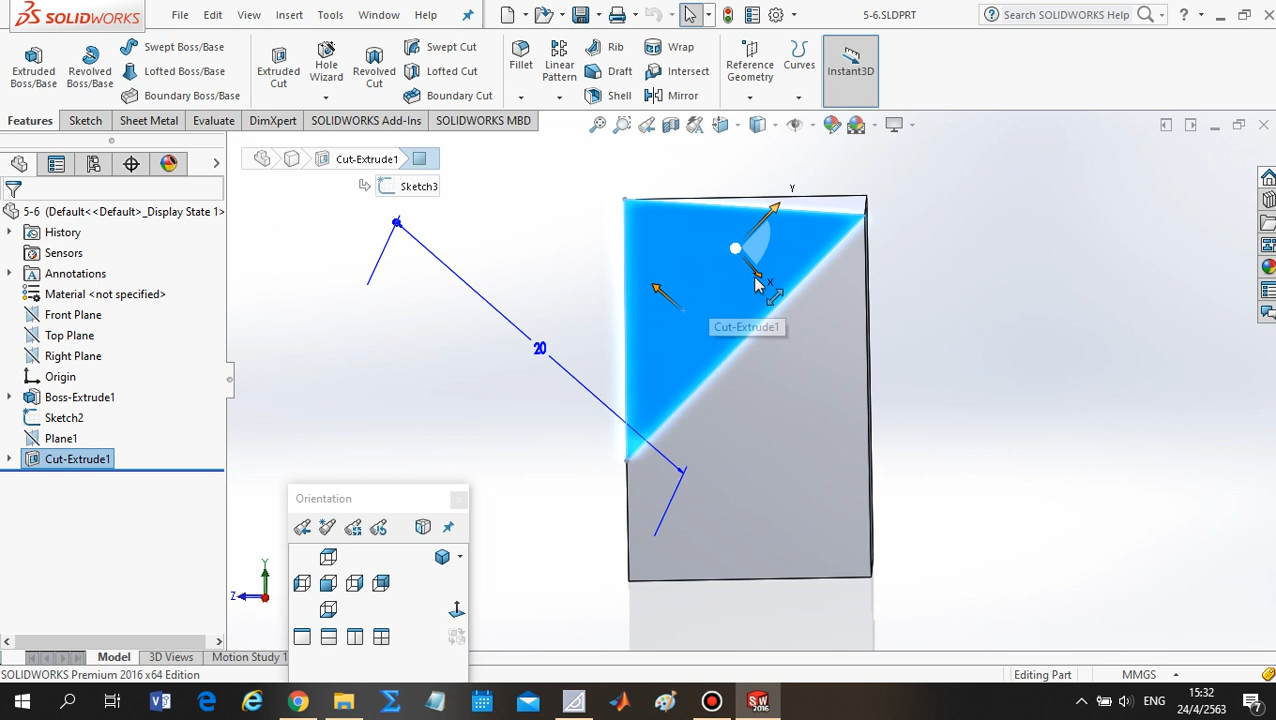 SOLIDWORKS
File Edit View Insert Tools Window Help
5-6.SLDPRT
Search SOLIDWORKS Help
?
Extruded Boss/Base
Revolved Boss/Base
Swept Boss/Base
Lofted Boss/Base
Boundary Boss/Base
Extruded Cut
Hole Wizard
Revolved Cut
Swept Cut
Lofted Cut
Boundary Cut
Fillet
Linear Pattern
Rib
Draft
Shell
Wrap
Intersect
Mirror
Reference Geometry
Curves
Instant3D
Features Sketch Sheet Metal Evaluate DimXpert SOLIDWORKS Add-Ins SOLIDWORKS MBD
Cut-Extrude1
Sketch3
5-6 (Default<<Default>_Display State 1>
History
Sensors
Annotations
Material <not specified>
Front Plane
Top Plane
Right Plane
Origin
Boss-Extrude1
Sketch2
Plane1
Cut-Extrude1
Y
X
20
Cut-Extrude1
Orientation
Y
Z
Model 3D Views Motion Study 1
SOLIDWORKS Premium 2016 x64 Edition
Editing Part
MMGS
SW
2016
ENG
15:32
24/4/2563
7